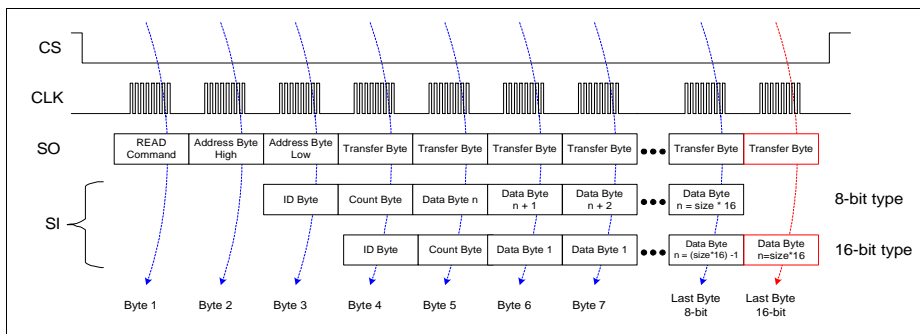 CS
CLK
SO
READ Command
Address Byte High
Address Byte Low
Transfer Byte
Transfer Byte
Transfer Byte
Transfer Byte
Transfer Byte
Transfer Byte
SI
ID Byte
Count Byte
Data Byte n
Data Byte n + 1
Data Byte n + 2
Data Byte n = size * 16
8-bit type
ID Byte
Count Byte
Data Byte 1
Data Byte 1
Data Byte n = (size*16) -1
Data Byte n=size*16
16-bit type
Byte 1
Byte 2
Byte 3
Byte 4
Byte 5
Byte 6
Byte 7
Last Byte 8-bit
Last Byte 16-bit